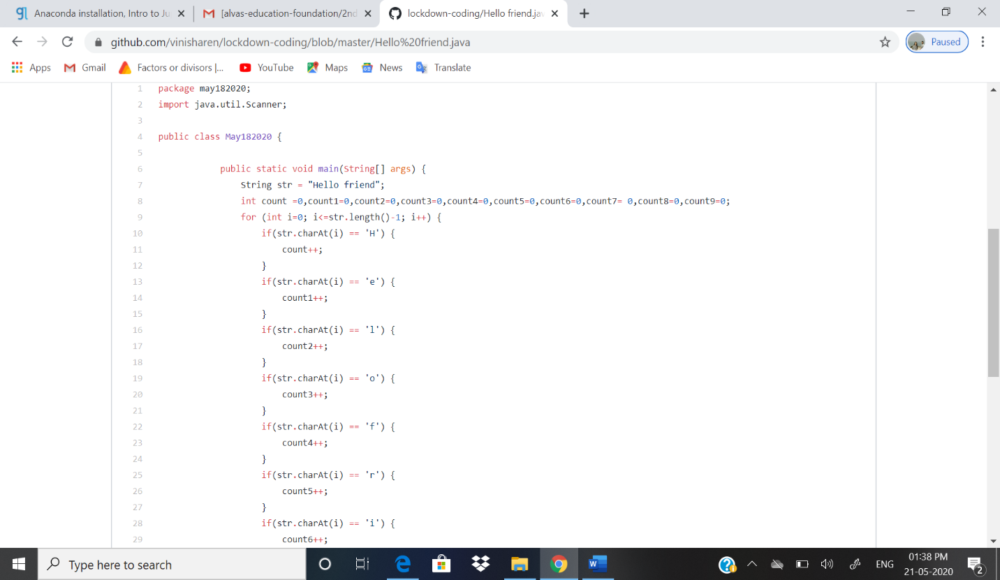 Anaconda installation, Intro to Ju
[alvas-education-foundation/2nd
lockdown-coding/Hello friend.jav
github.com/vinisharen/lockdown-coding/blob/master/Hello%20friend.java
Paused
Apps Gmail Factors or divisors |... YouTube Maps News Translate
1 package may182020;
2 import java.util.Scanner;
3
4 public class May182020 {
5
6 public static void main(String[] args) {
7 String str = "Hello friend";
8 int count =0,count1=0,count2=0,count3=0,count4=0,count5=0,count6=0,count7= 0,count8=0,count9=0;
9 for (int i=0; i<=str.length()-1; i++) {
10 if(str.charAt(i) == 'H') {
11 count++;
12 }
13 if(str.charAt(i) == 'e') {
14 count1++;
15 }
16 if(str.charAt(i) == 'l') {
17 count2++;
18 }
19 if(str.charAt(i) == 'o') {
20 count3++;
21 }
22 if(str.charAt(i) == 'f') {
23 count4++;
24 }
25 if(str.charAt(i) == 'r') {
26 count5++;
27 }
28 if(str.charAt(i) == 'i') {
29 count6++;
Type here to search
ENG
01:38 PM
21-05-2020
2